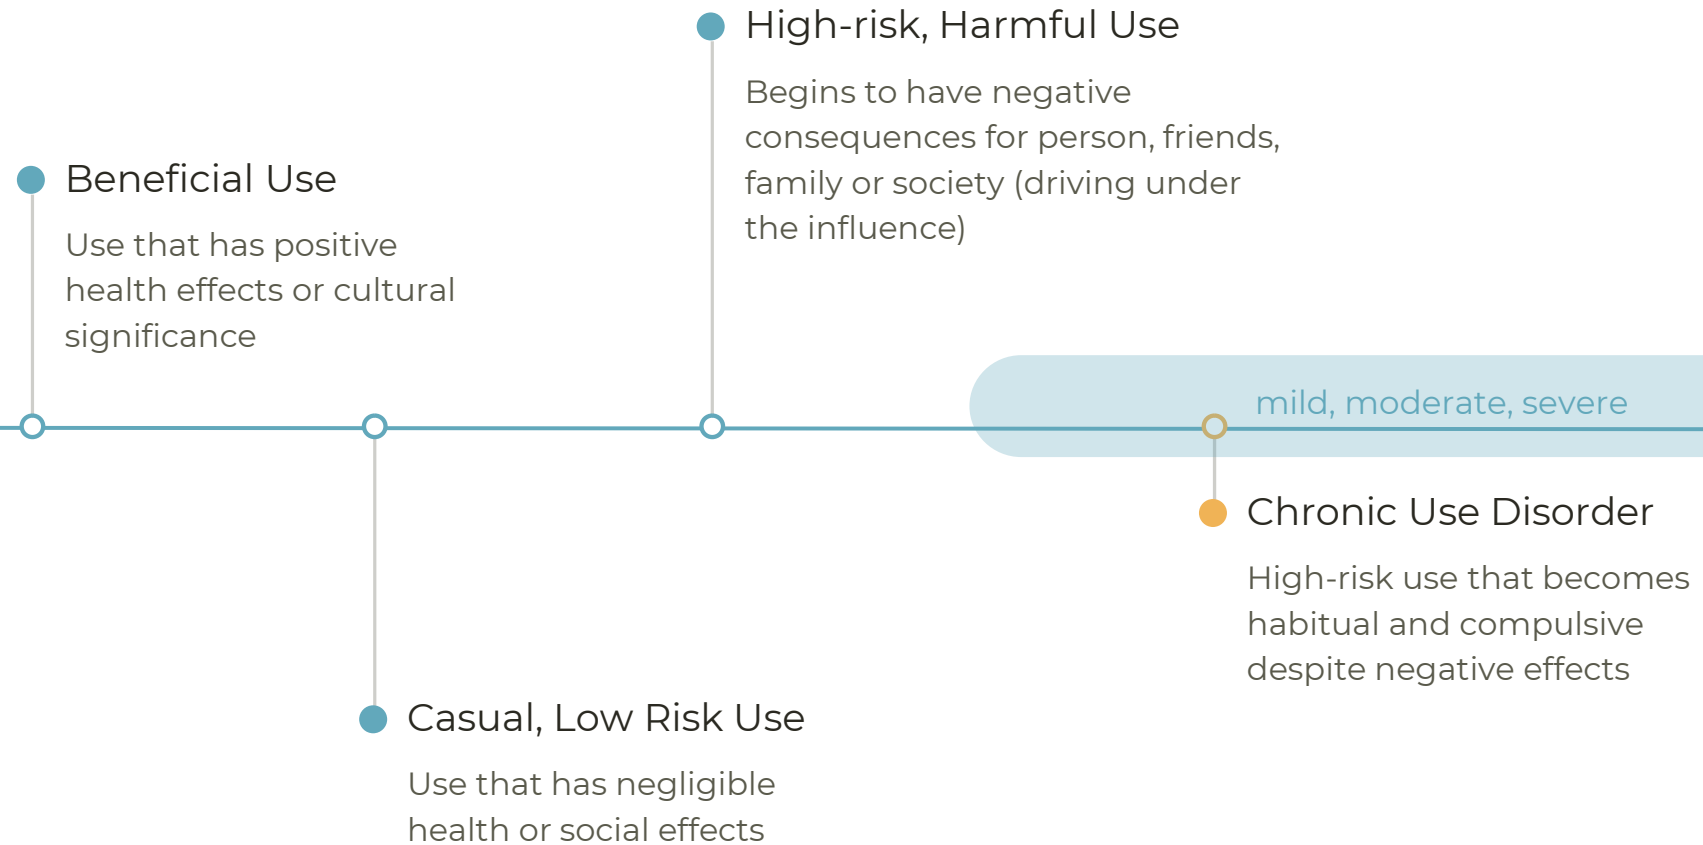 Beneficial Use
Use that has positive
health effects or cultural
significance
Casual, Low Risk Use
Use that has negligible
health or social effects
High-risk, Harmful Use
Begins to have negative
consequences for person, friends,
family or society (driving under
the influence)
mild, moderate, severe
Chronic Use Disorder
High-risk use that becomes
habitual and compulsive
despite negative effects